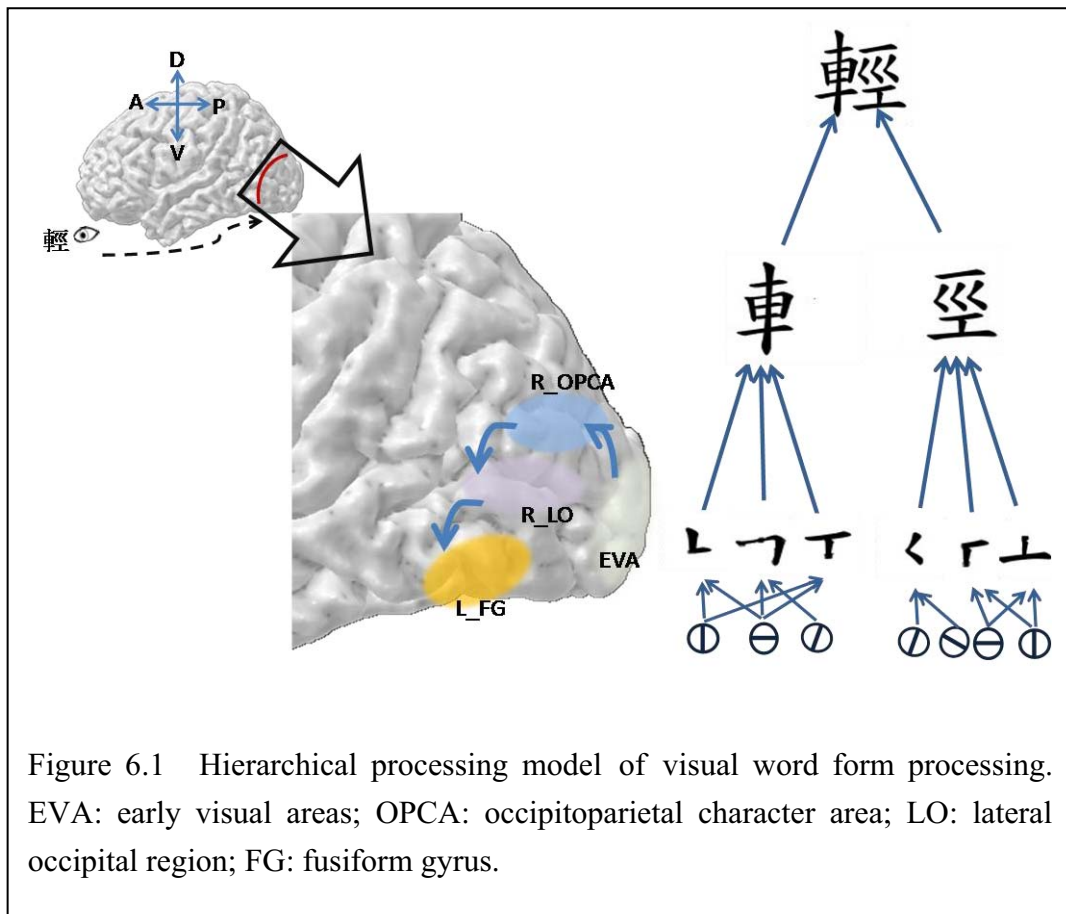 D
A
P
V
輕
輕
車
巠
R_OPCA
R_LO
EVA
L_FG
Figure 6.1 Hierarchical processing model of visual word form processing.
EVA: early visual areas; OPCA: occipitoparietal character area; LO: lateral
occipital region; FG: fusiform gyrus.